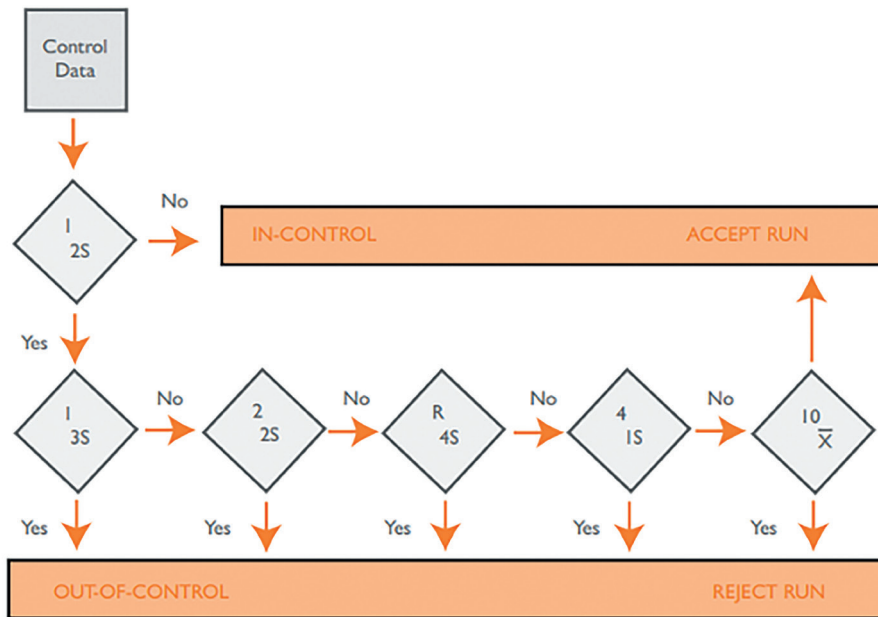 Control
Data
No
1
2S
IN-CONTROL ACCEPT RUN
Yes
1
3S
No
2
2S
No
R
4S
No
4
1S
No
10
X̅
Yes
Yes
Yes
Yes
Yes
OUT-OF-CONTROL REJECT RUN